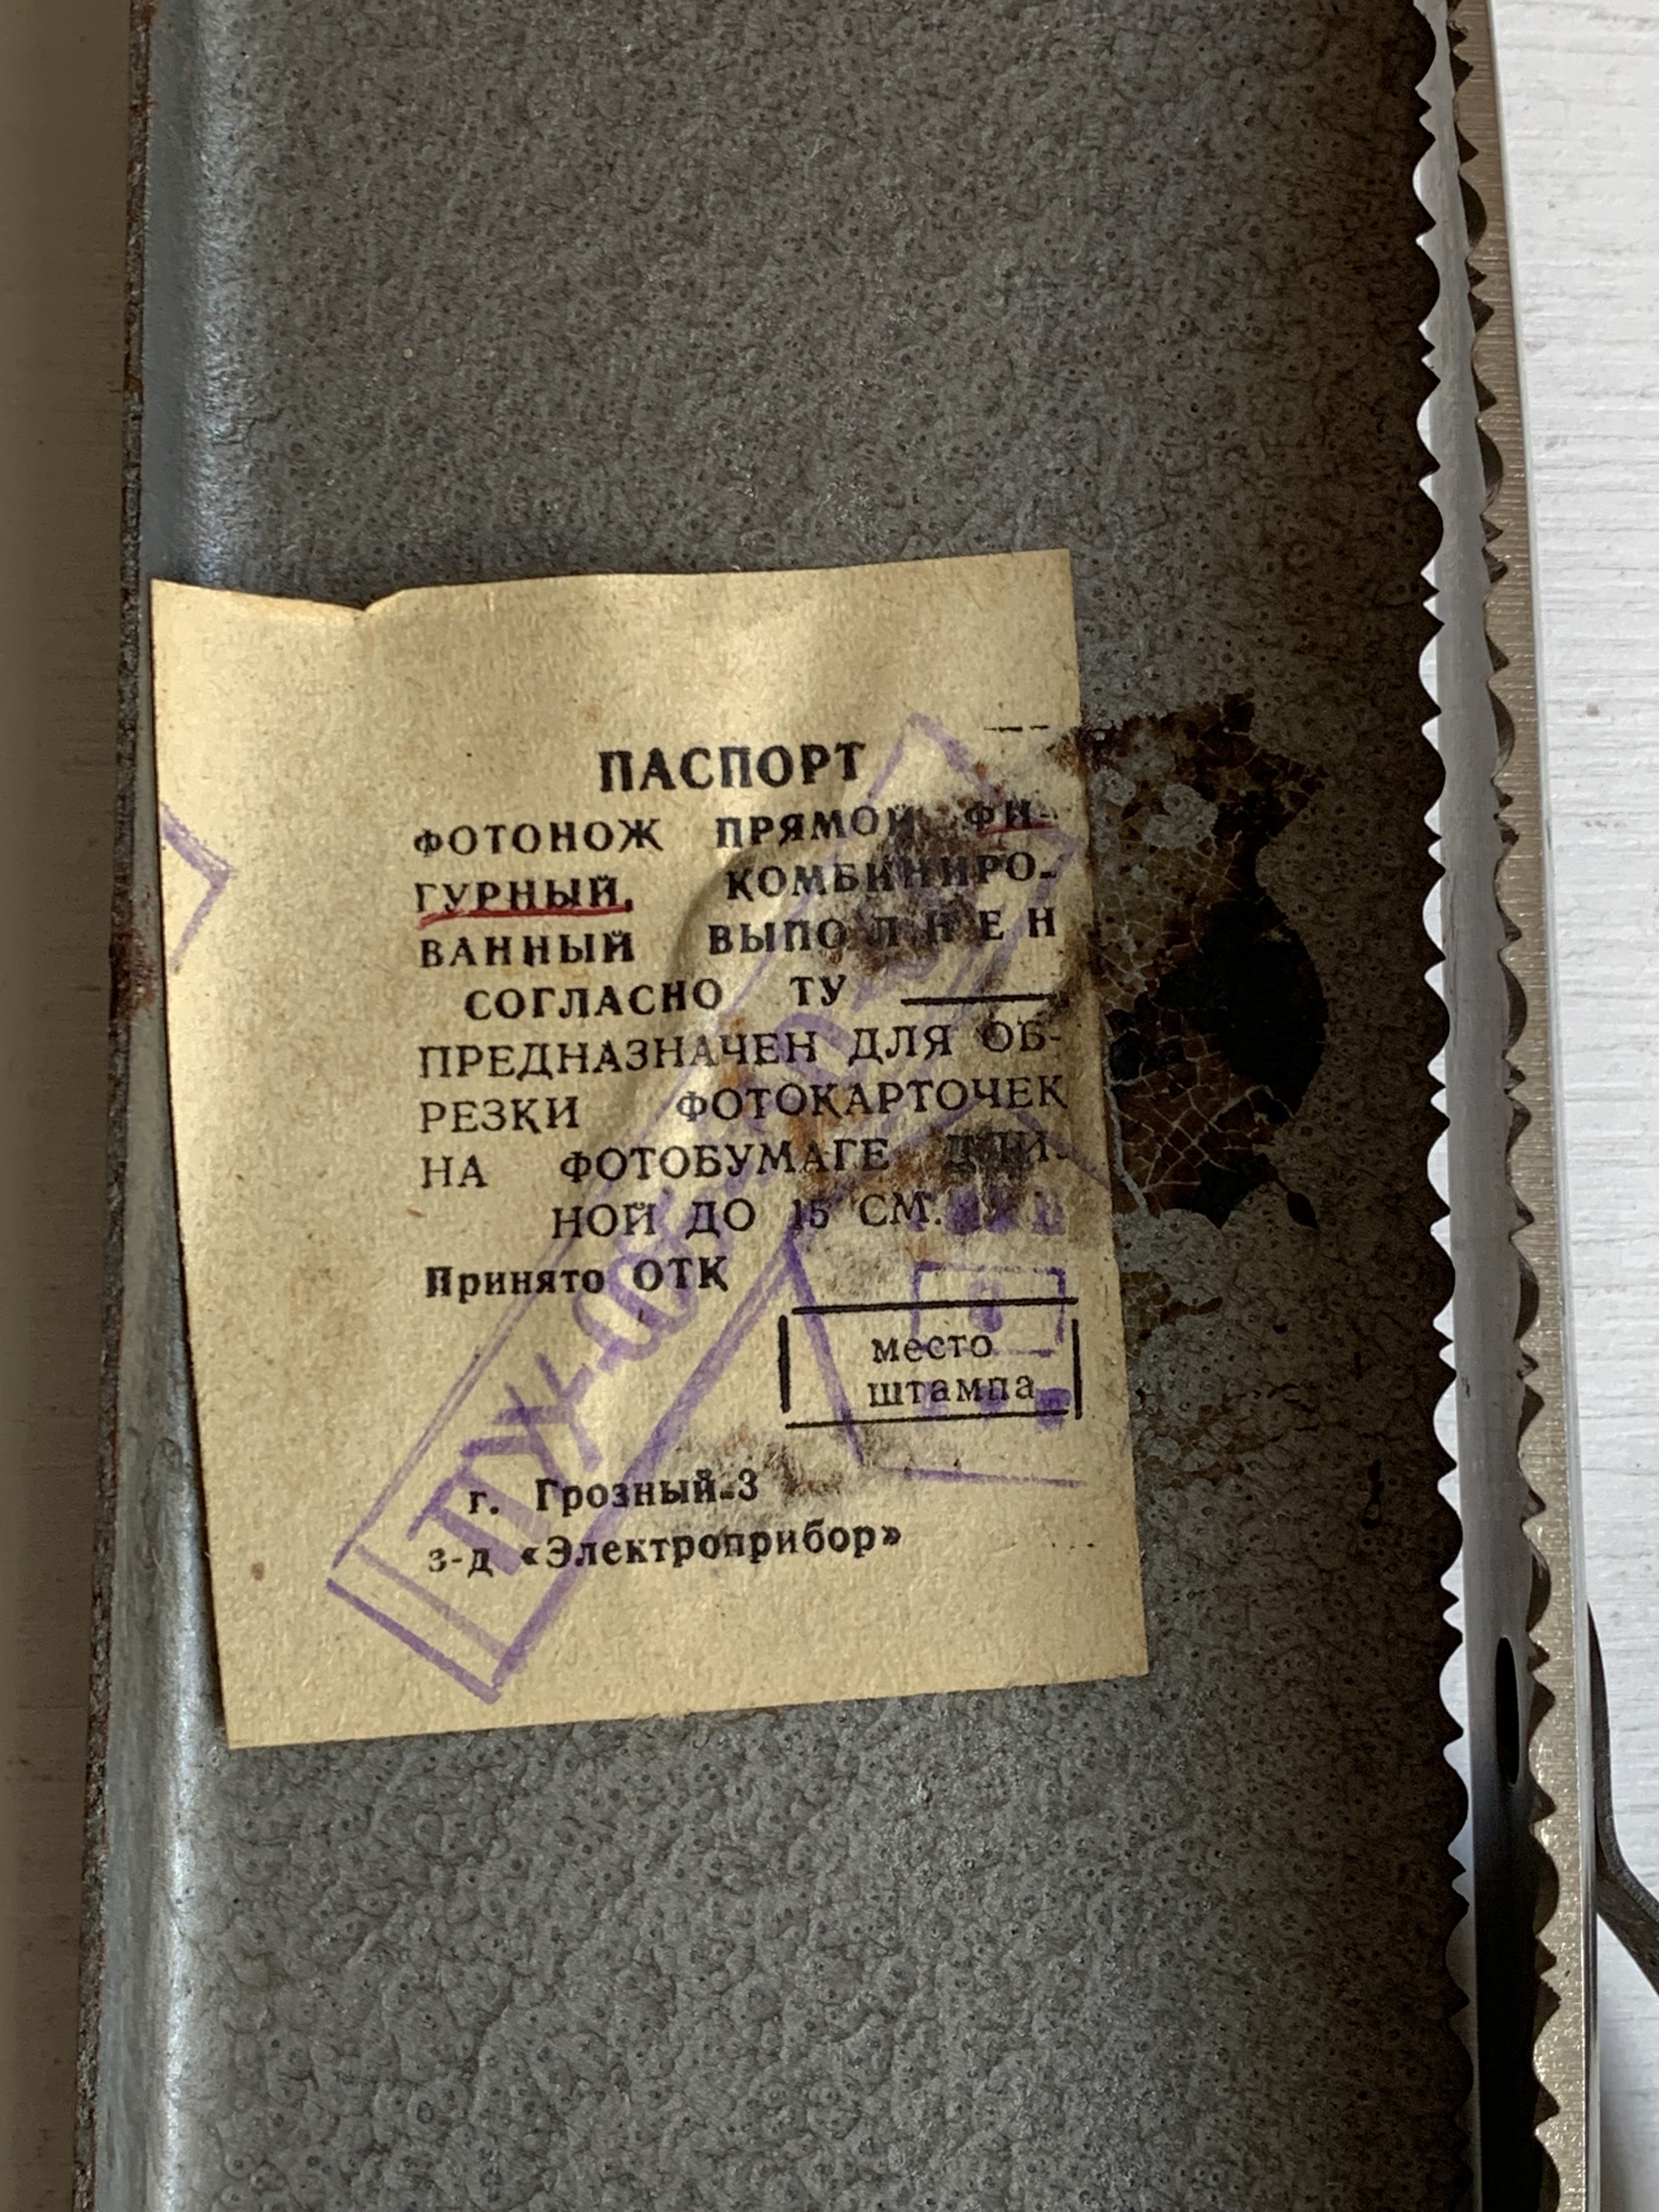 ПАСПОРТ
ФОТОНОЖ ПРЯМОЙ ФИ-
ГУРНЫЙ, КОМБИНИРО-
ВАННЫЙ ВЫПОЛНЕН
СОГЛАСНО ТУ
ПРЕДНАЗНАЧЕН ДЛЯ ОБ-
РЕЗКИ ФОТОКАРТОЧЕК
НА ФОТОБУМАГЕ ДЛИ-
НОЙ ДО 15 СМ.
Принято ОТК
место
штампа
г. Грозный-3
з-д «Электроприбор»